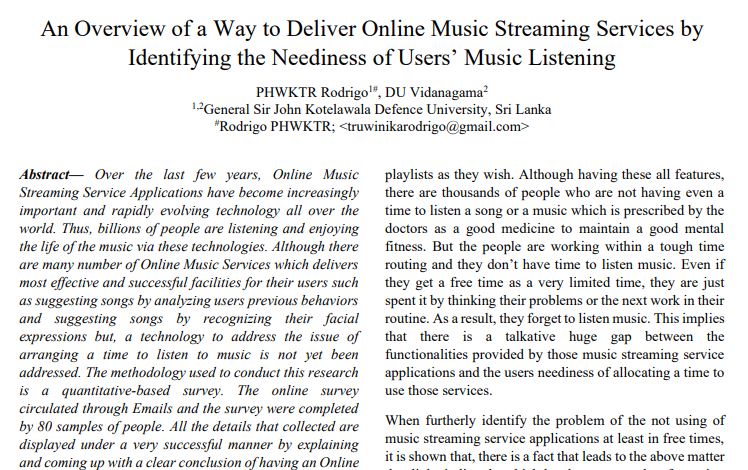 An Overview of a Way to Deliver Online Music Streaming Services by
Identifying the Neediness of Users’ Music Listening
PHWKTR Rodrigo1#, DU Vidanagama2
1,2General Sir John Kotelawala Defence University, Sri Lanka
#Rodrigo PHWKTR; <truwinikarodrigo@gmail.com>
Abstract— Over the last few years, Online Music
Streaming Service Applications have become increasingly
important and rapidly evolving technology all over the
world. Thus, billions of people are listening and enjoying
the life of the music via these technologies. Although there
are many number of Online Music Services which delivers
most effective and successful facilities for their users such
as suggesting songs by analyzing users previous behaviors
and suggesting songs by recognizing their facial
expressions but, a technology to address the issue of
arranging a time to listen to music is not yet been
addressed. The methodology used to conduct this research
is a quantitative-based survey. The online survey
circulated through Emails and the survey were completed
by 80 samples of people. All the details that collected are
displayed under a very successful manner by explaining
and coming up with a clear conclusion of having an Online
playlists as they wish. Although having these all features,
there are thousands of people who are not having even a
time to listen a song or a music which is prescribed by the
doctors as a good medicine to maintain a good mental
fitness. But the people are working within a tough time
routing and they don’t have time to listen music. Even if
they get a free time as a very limited time, they are just
spent it by thinking their problems or the next work in their
routine. As a result, they forget to listen music. This implies
that there is a talkative huge gap between the
functionalities provided by those music streaming service
applications and the users neediness of allocating a time to
use those services.
When furtherly identify the problem of the not using of
music streaming service applications at least in free times,
it is shown that, there is a fact that leads to the above matter